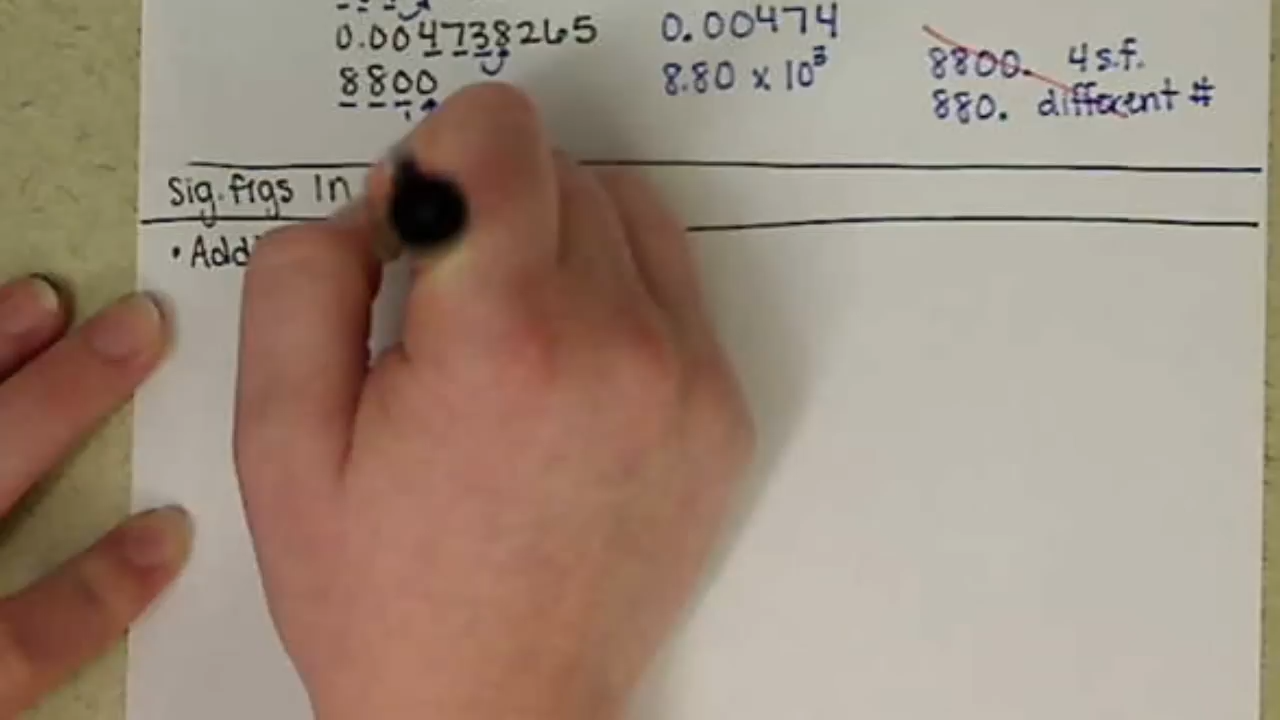 0.004738265 0.00474
8800. 4 s.f.
8800 8.80 x 10³
880. different #
Sig. figs In
• Add